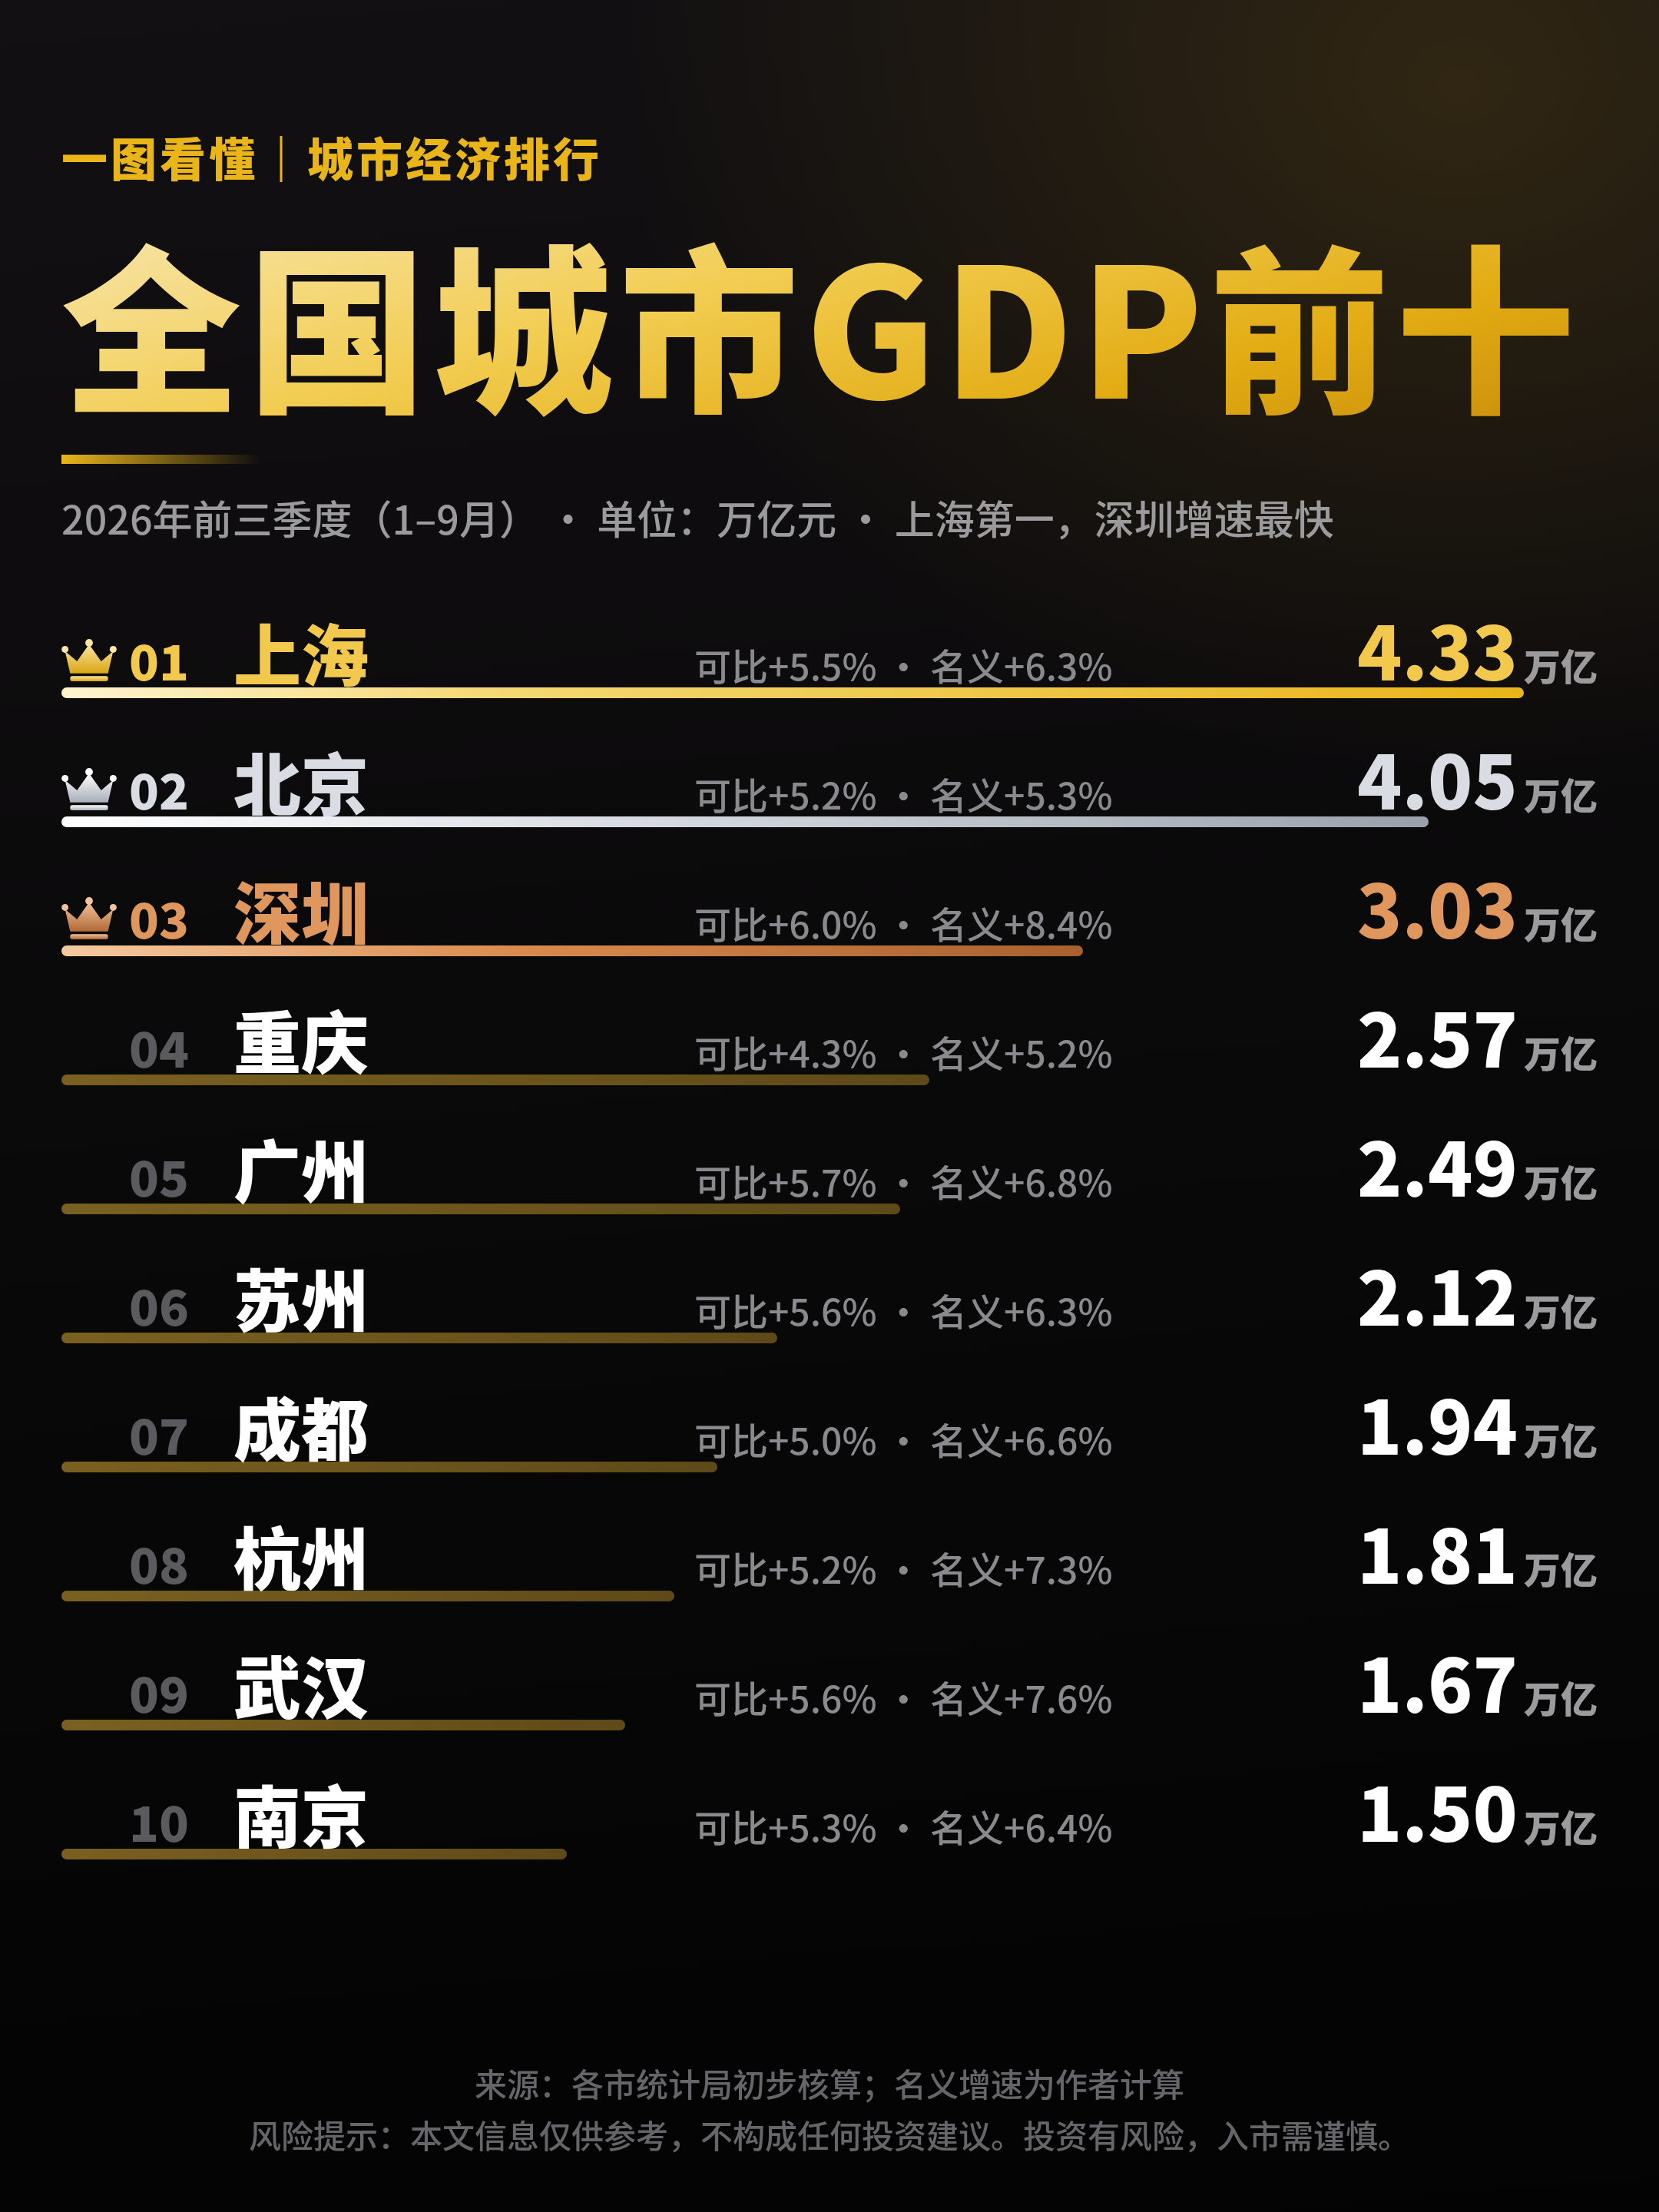 一图看懂｜城市经济排行
全国城市GDP前十
2026年前三季度（1–9月） · 单位：万亿元 · 上海第一，深圳增速最快
01 上海 可比+5.5% · 名义+6.3% 4.33万亿
02 北京 可比+5.2% · 名义+5.3% 4.05万亿
03 深圳 可比+6.0% · 名义+8.4% 3.03万亿
04 重庆 可比+4.3% · 名义+5.2% 2.57万亿
05 广州 可比+5.7% · 名义+6.8% 2.49万亿
06 苏州 可比+5.6% · 名义+6.3% 2.12万亿
07 成都 可比+5.0% · 名义+6.6% 1.94万亿
08 杭州 可比+5.2% · 名义+7.3% 1.81万亿
09 武汉 可比+5.6% · 名义+7.6% 1.67万亿
10 南京 可比+5.3% · 名义+6.4% 1.50万亿
来源：各市统计局初步核算；名义增速为作者计算
风险提示：本文信息仅供参考，不构成任何投资建议。投资有风险，入市需谨慎。